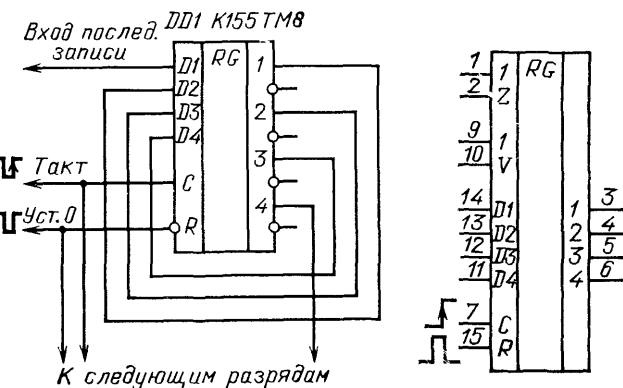 DD1 К155ТМ8
Вход послед.
записи
D1 RG 1
D2
D3 2
D4
3
Такт
C
4
Уст.0
R
К следующим разрядам
1 1 RG
2 Z
9 1
10 V
14 D1 1 3
13 D2 2 4
12 D3 3 5
11 D4 4 6
7 C
15 R